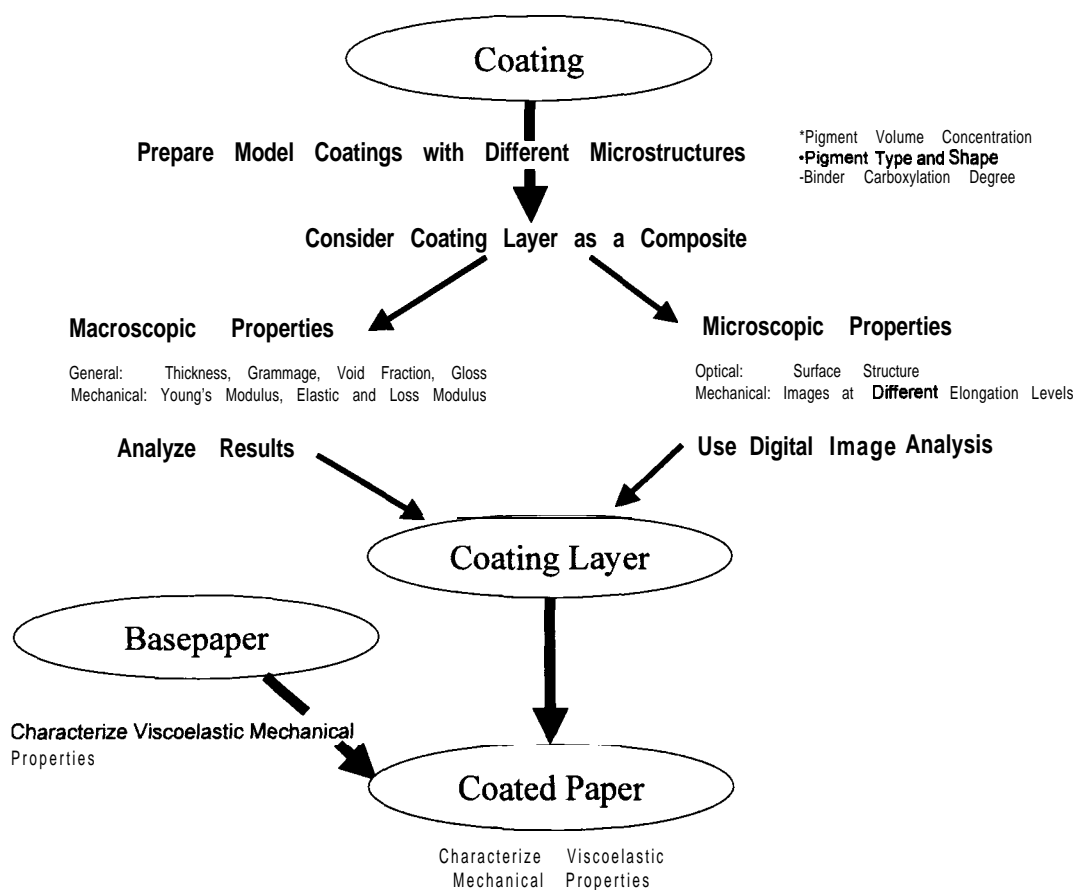 Coating
Prepare Model Coatings with Different Microstructures
*Pigment Volume Concentration
•Pigment Type and Shape
-Binder Carboxylation Degree
Consider Coating Layer as a Composite
Macroscopic Properties
General: Thickness, Grammage, Void Fraction, Gloss
Mechanical: Young's Modulus, Elastic and Loss Modulus
Microscopic Properties
Optical: Surface Structure
Mechanical: Images at Different Elongation Levels
Analyze Results
Use Digital Image Analysis
Coating Layer
Basepaper
Characterize Viscoelastic Mechanical
Properties
Coated Paper
Characterize Viscoelastic
Mechanical Properties